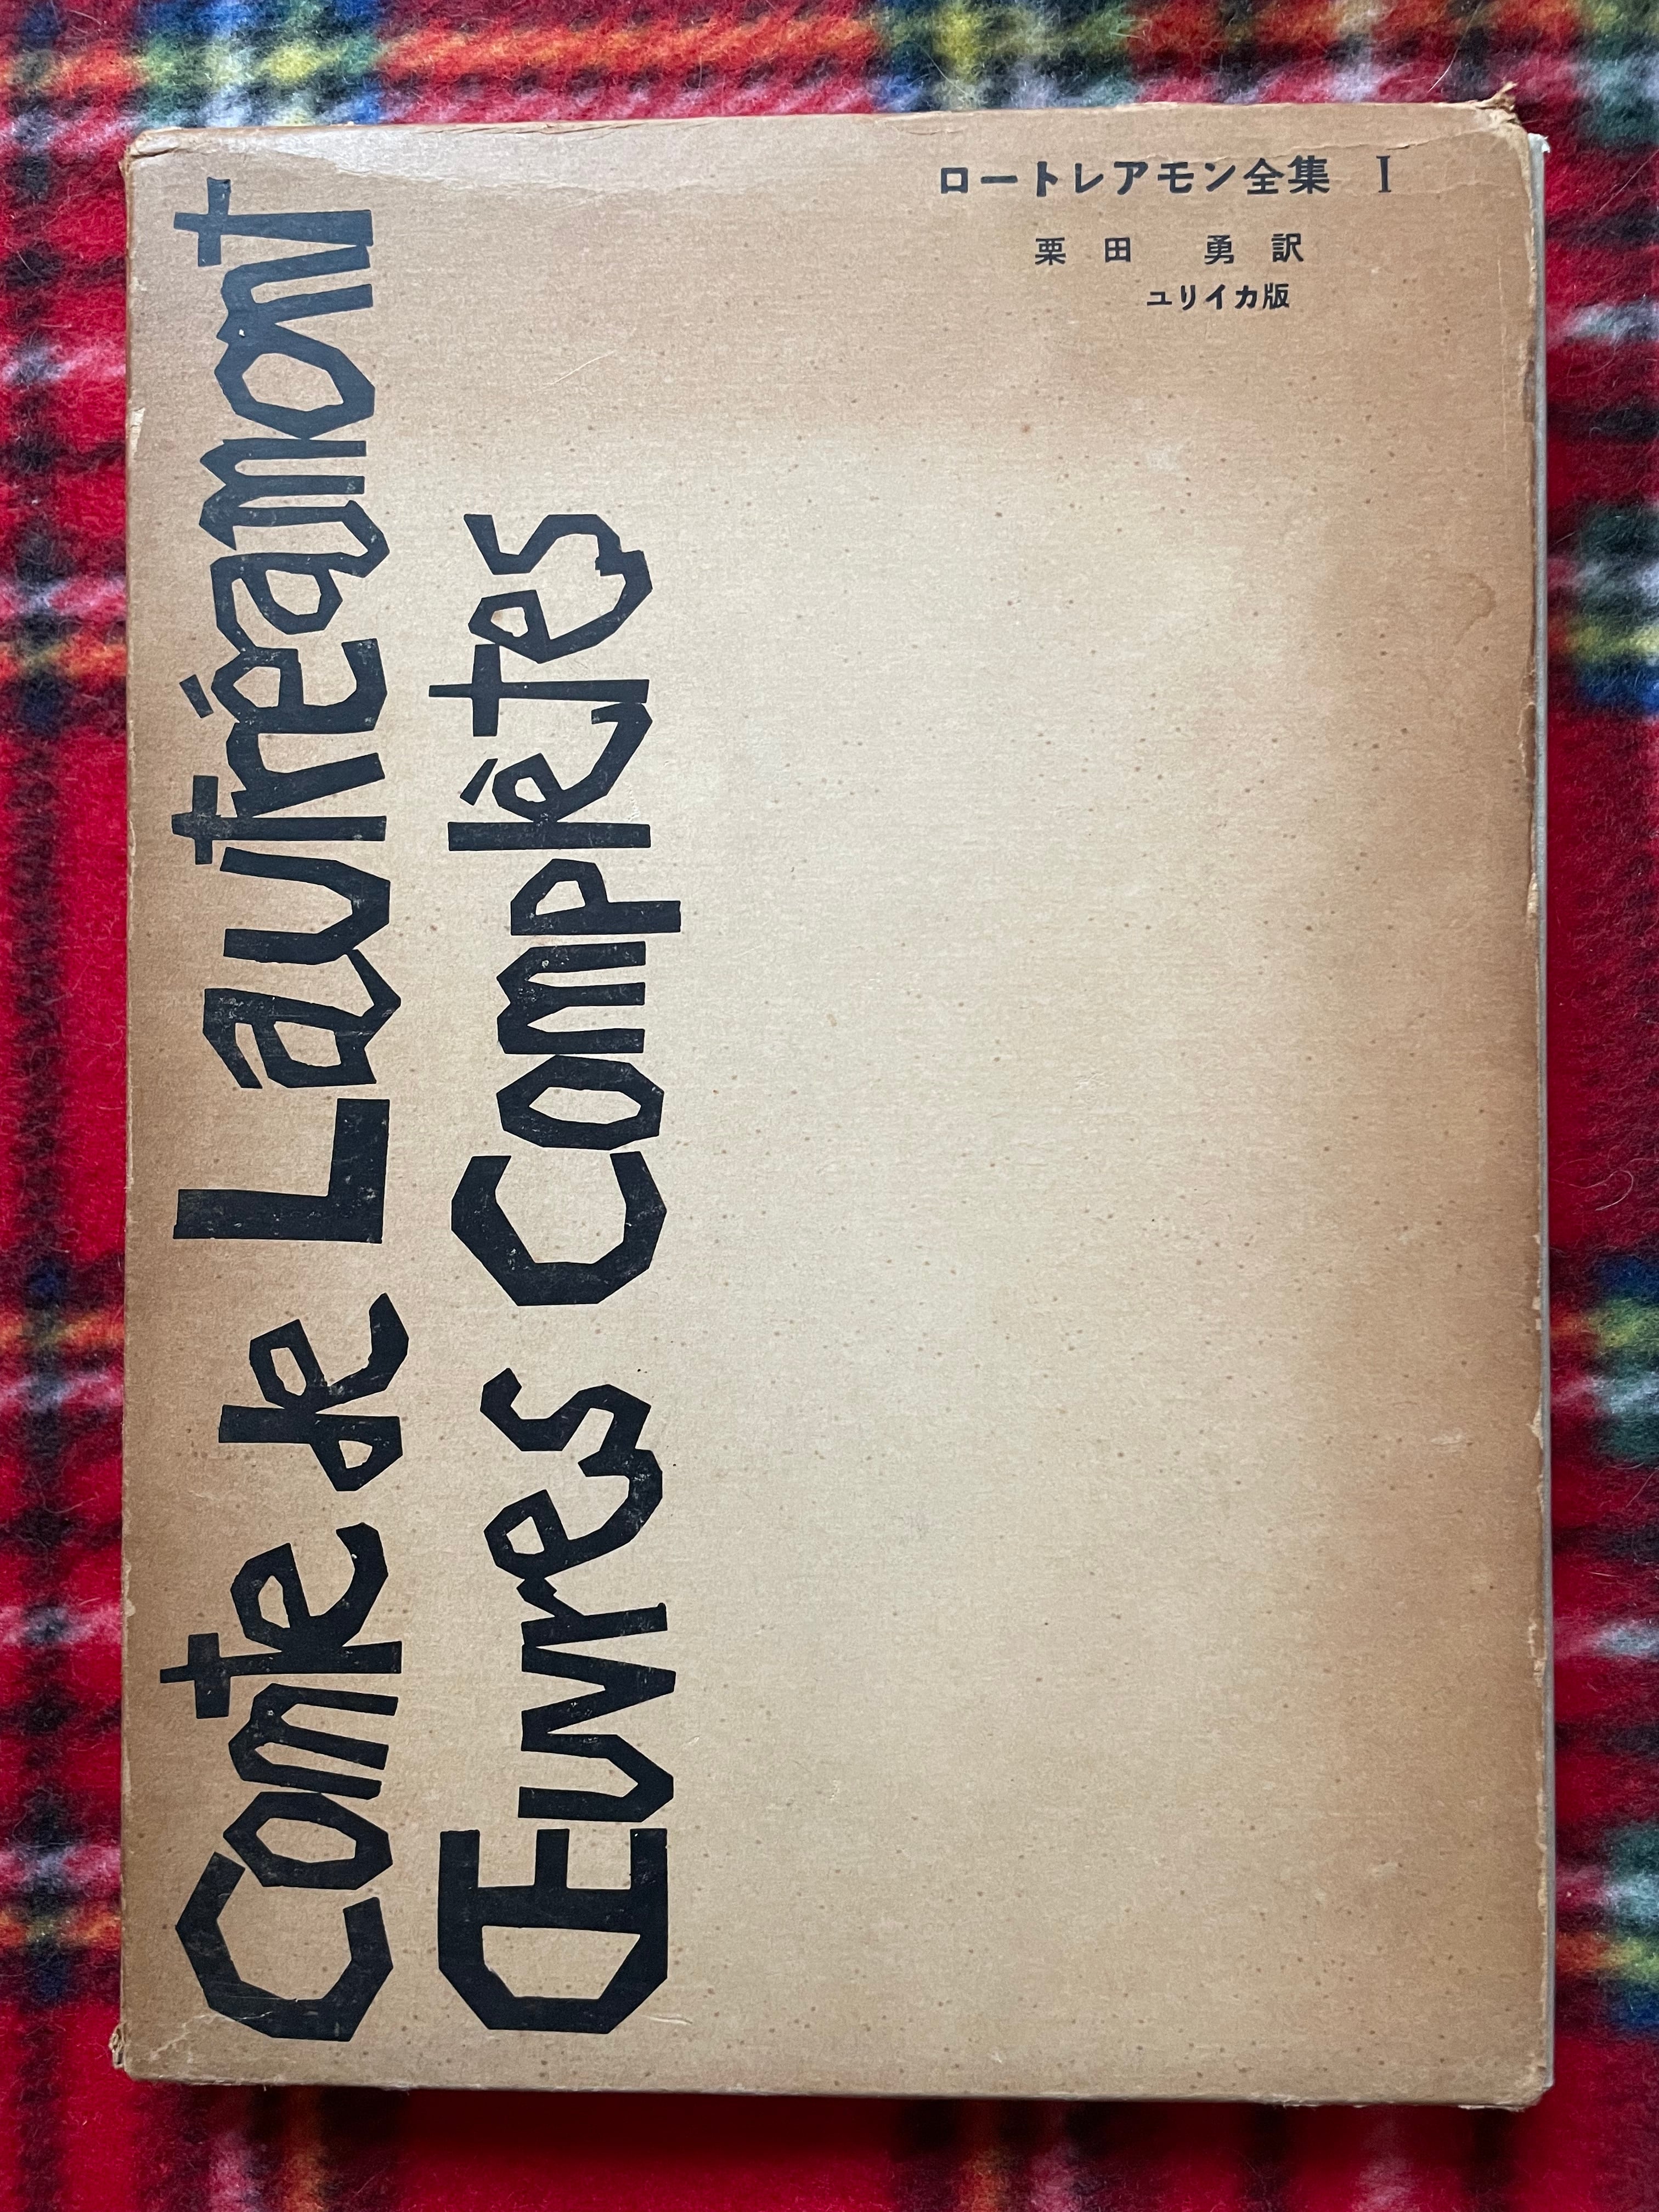 ロートレアモン全集 I
栗田 勇 訳
ユリイカ版
Comte de Lautréamont
Œuvres Complètes